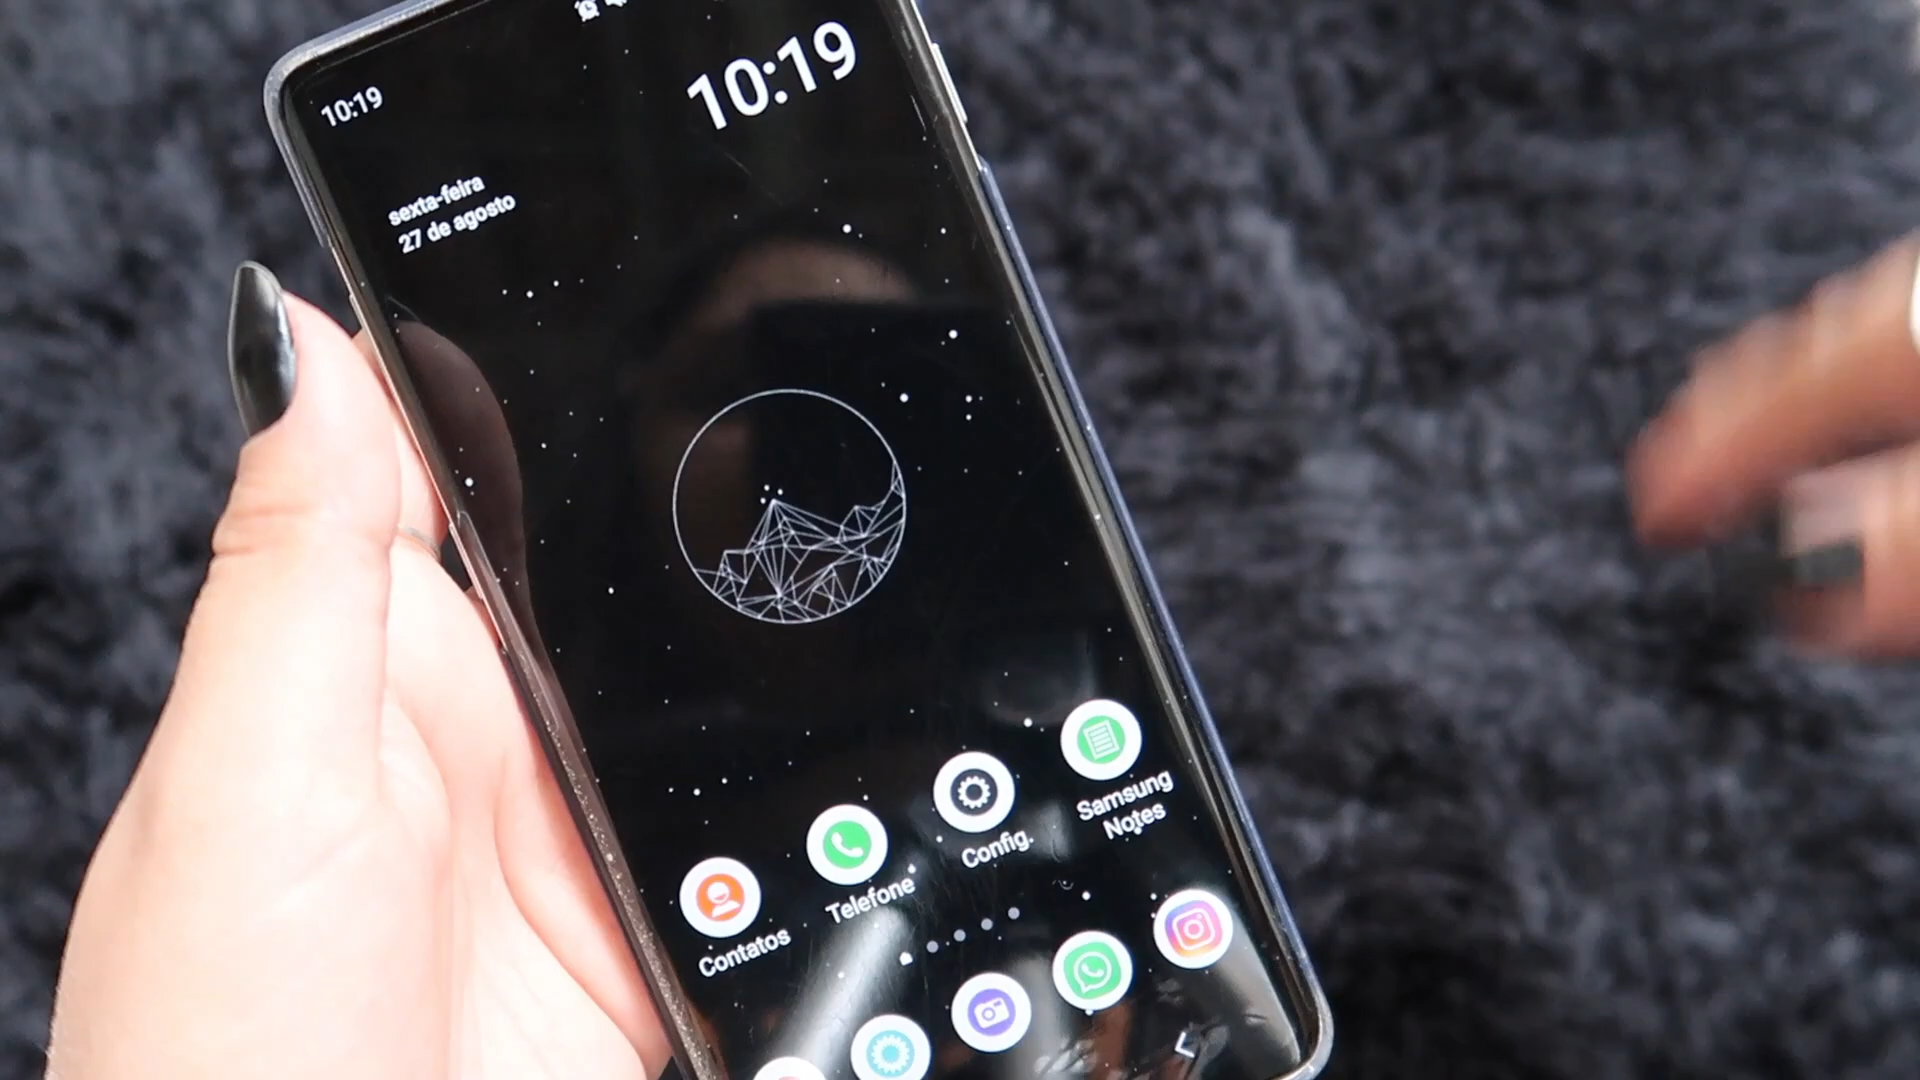 10:19
10:19
sexta-feira
27 de agosto
Contatos
Telefone
Config.
Samsung
Notes